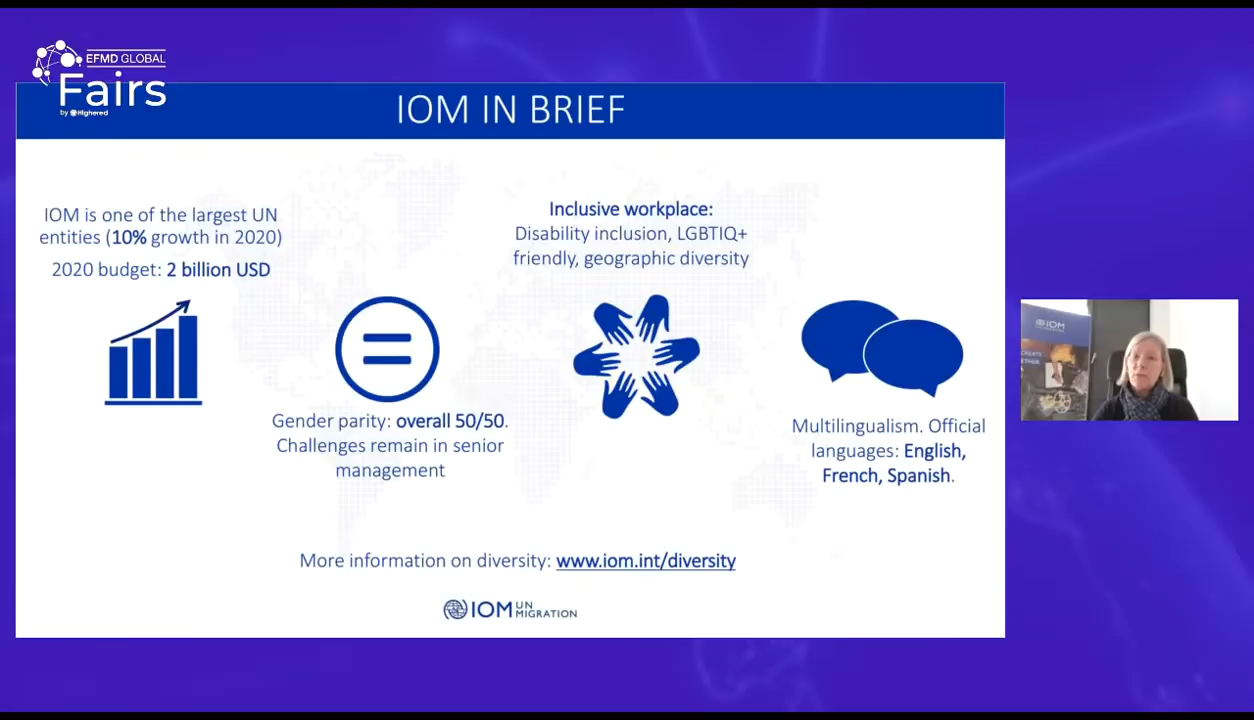 EFMD GLOBAL
Fairs
by Highered
IOM IN BRIEF
IOM is one of the largest UN
entities (10% growth in 2020)
2020 budget: 2 billion USD
Gender parity: overall 50/50.
Challenges remain in senior
management
Inclusive workplace:
Disability inclusion, LGBTIQ+
friendly, geographic diversity
Multilingualism. Official
languages: English,
French, Spanish.
More information on diversity: www.iom.int/diversity
IOM UN
MIGRATION
IOM